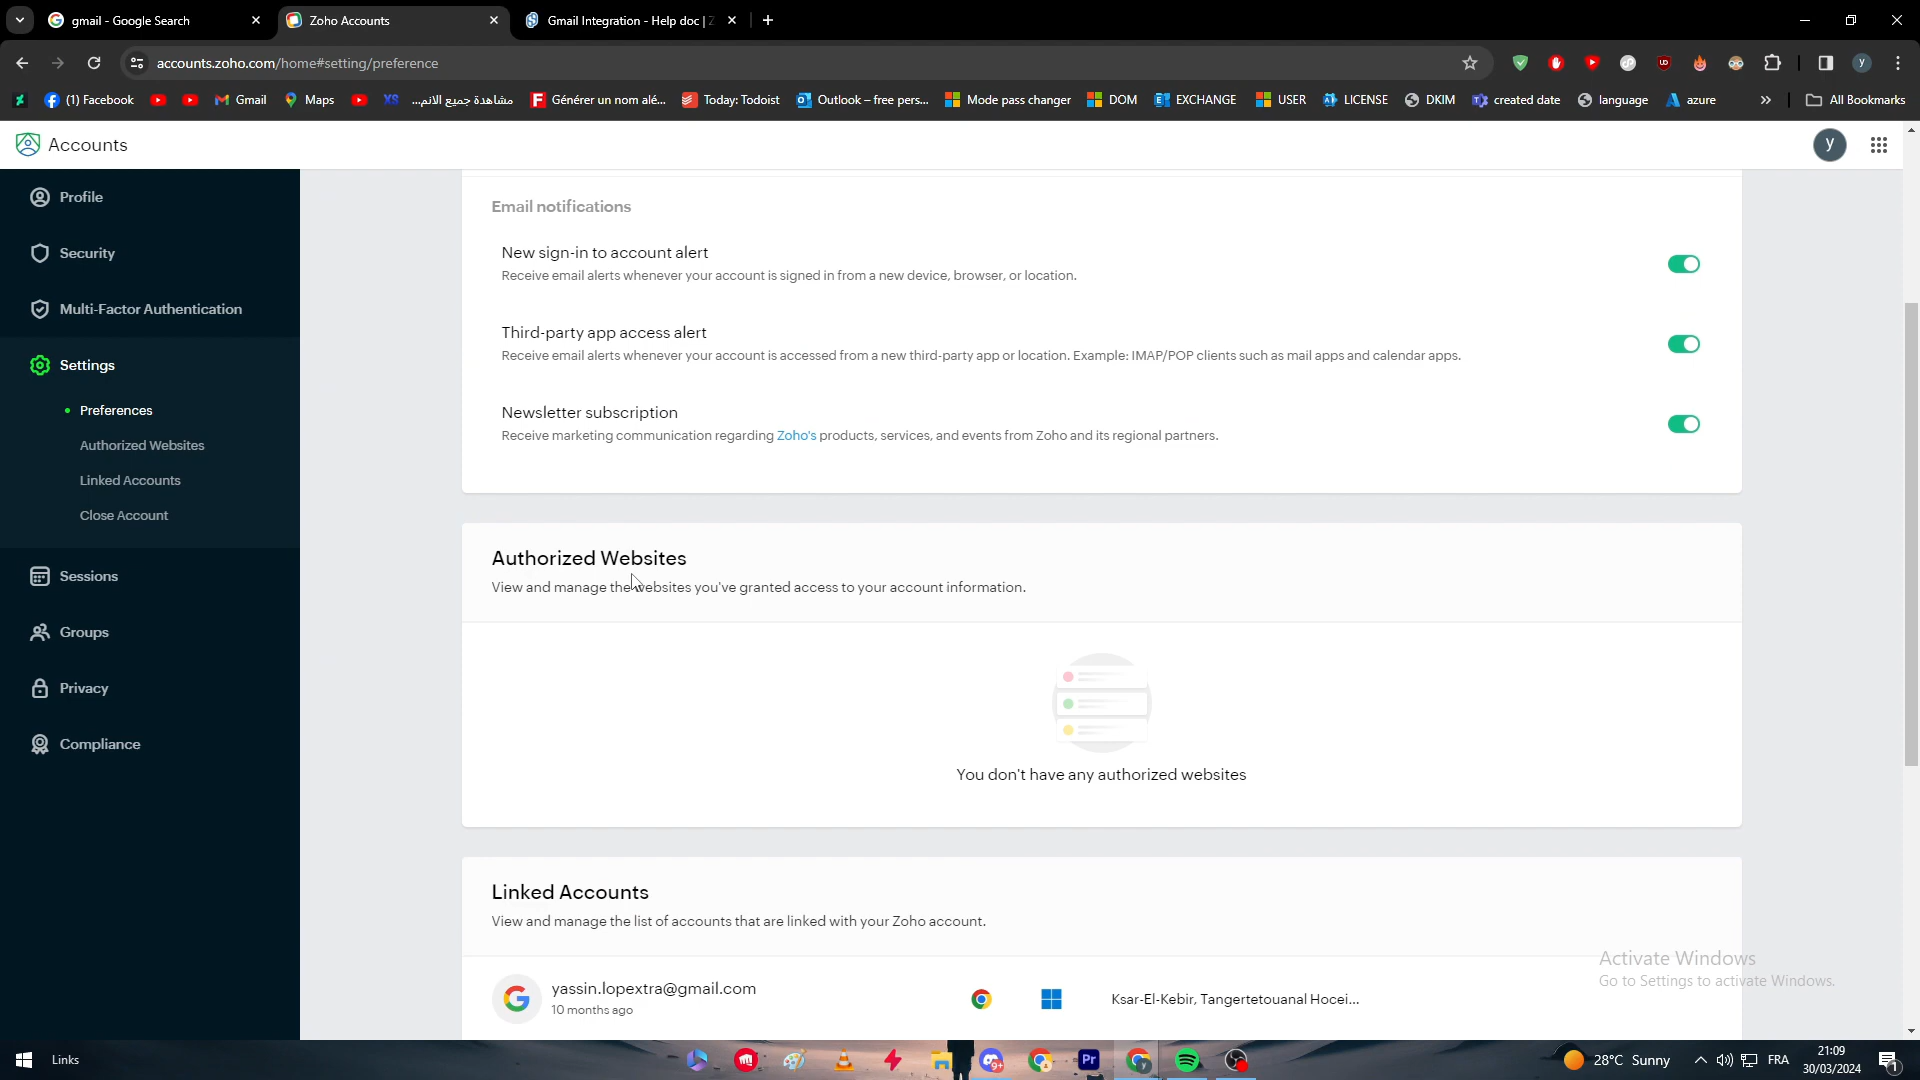 gmail - Google Search
Zoho Accounts
Gmail Integration - Help doc |
accounts.zoho.com/home#setting/preference
(1) Facebook
Gmail
Maps
XS
مشاهدة جميع الانم...
Générer un nom alé...
Today: Todoist
Outlook – free pers...
Mode pass changer
DOM
EXCHANGE
USER
LICENSE
DKIM
created date
language
azure
»
All Bookmarks
Accounts
y
Profile
Security
Multi-Factor Authentication
Settings
Preferences
Authorized Websites
Linked Accounts
Close Account
Sessions
Groups
Privacy
Compliance
Email notifications
New sign-in to account alert
Receive email alerts whenever your account is signed in from a new device, browser, or location.
Third-party app access alert
Receive email alerts whenever your account is accessed from a new third-party app or location. Example: IMAP/POP clients such as mail apps and calendar apps.
Newsletter subscription
Receive marketing communication regarding Zoho's products, services, and events from Zoho and its regional partners.
Authorized Websites
View and manage the websites you've granted access to your account information.
You don't have any authorized websites
Linked Accounts
View and manage the list of accounts that are linked with your Zoho account.
yassin.lopextra@gmail.com
10 months ago
Ksar-El-Kebir, Tangertetouanal Hocei...
Activate Windows
Go to Settings to activate Windows.
Links
Pr
28°C Sunny
FRA
21:09
30/03/2024
1